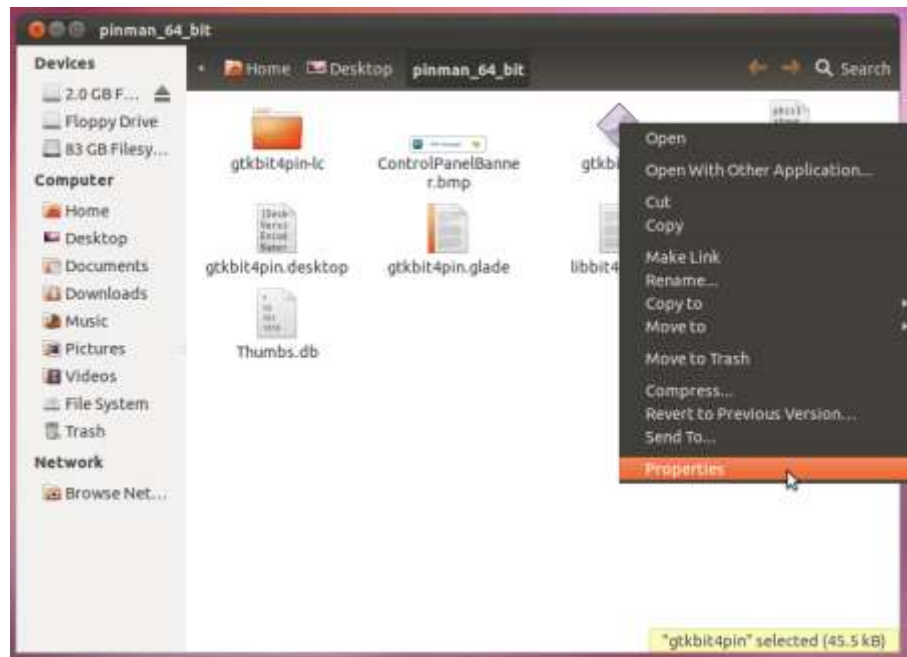 pinman_64_bit
Devices
2.0 GB F...
Floppy Drive
83 GB Filesy...
Computer
Home
Desktop
Documents
Downloads
Music
Pictures
Videos
File System
Trash
Network
Browse Net...
Home Desktop pinman_64_bit Search
gtkbit4pin-lc
ControlPanelBanne
r.bmp
gtkbi
gtkbit4pin.desktop
gtkbit4pin.glade
libbit4
Thumbs.db
Open
Open With Other Application...
Cut
Copy
Make Link
Rename...
Copy to
Move to
Move to Trash
Compress...
Revert to Previous Version...
Send To...
Properties
"gtkbit4pin" selected (45.5 kB)